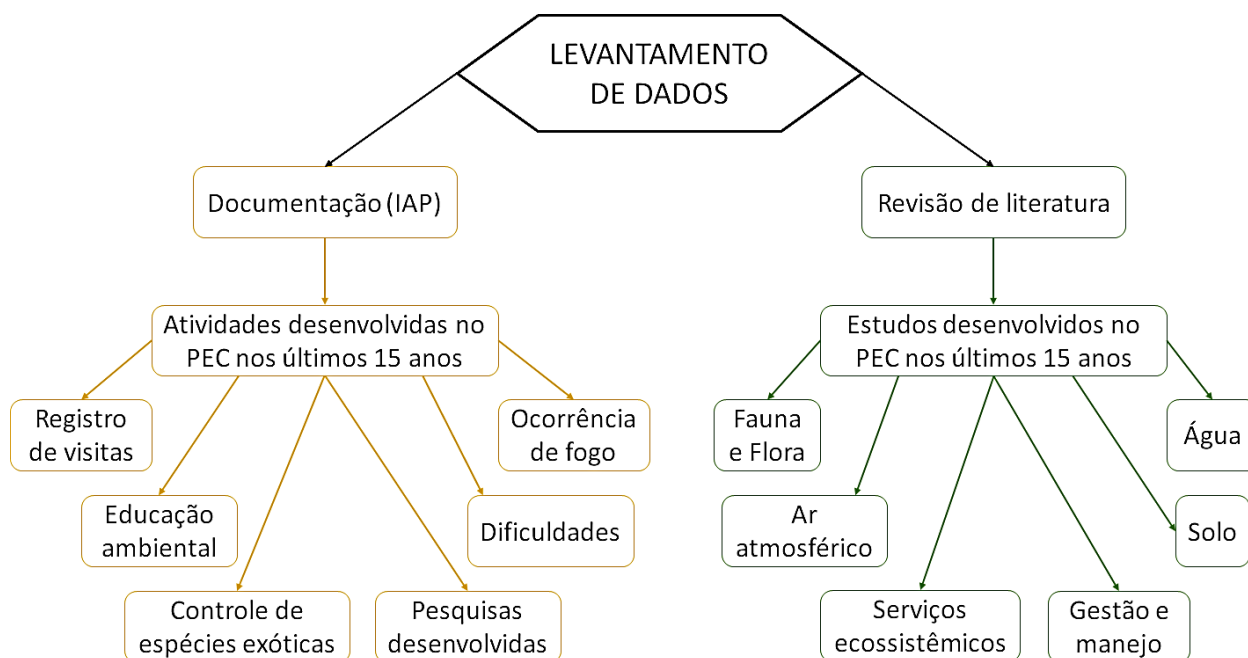 LEVANTAMENTO
DE DADOS
Documentação (IAP)
Revisão de literatura
Atividades desenvolvidas no
PEC nos últimos 15 anos
Estudos desenvolvidos no
PEC nos últimos 15 anos
Registro
de visitas
Ocorrência
de fogo
Fauna
e Flora
Água
Educação
ambiental
Dificuldades
Ar
atmosférico
Solo
Controle de
espécies exóticas
Pesquisas
desenvolvidas
Serviços
ecossistêmicos
Gestão e
manejo